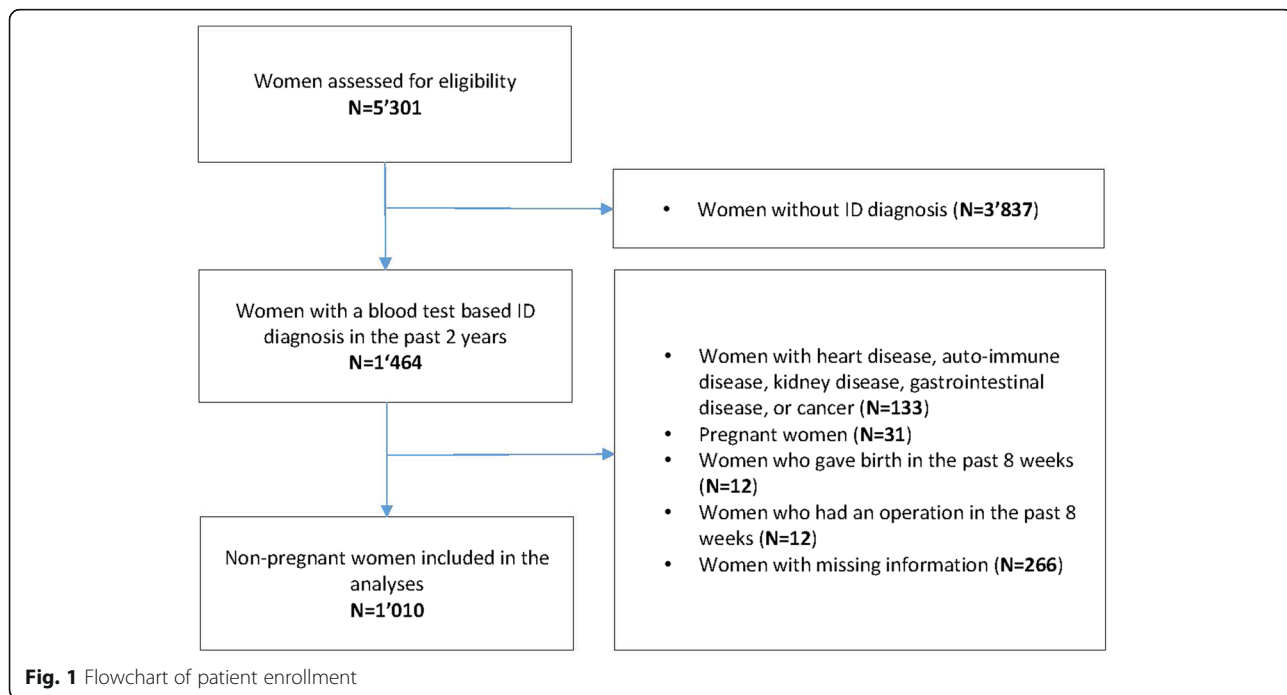 Women assessed for eligibility
N=5’301
• Women without ID diagnosis (N=3’837)
Women with a blood test based ID
diagnosis in the past 2 years
N=1‘464
• Women with heart disease, auto-immune
disease, kidney disease, gastrointestinal
disease, or cancer (N=133)
• Pregnant women (N=31)
• Women who gave birth in the past 8 weeks
(N=12)
• Women who had an operation in the past 8
weeks (N=12)
• Women with missing information (N=266)
Non-pregnant women included in the
analyses
N=1’010
Fig. 1 Flowchart of patient enrollment